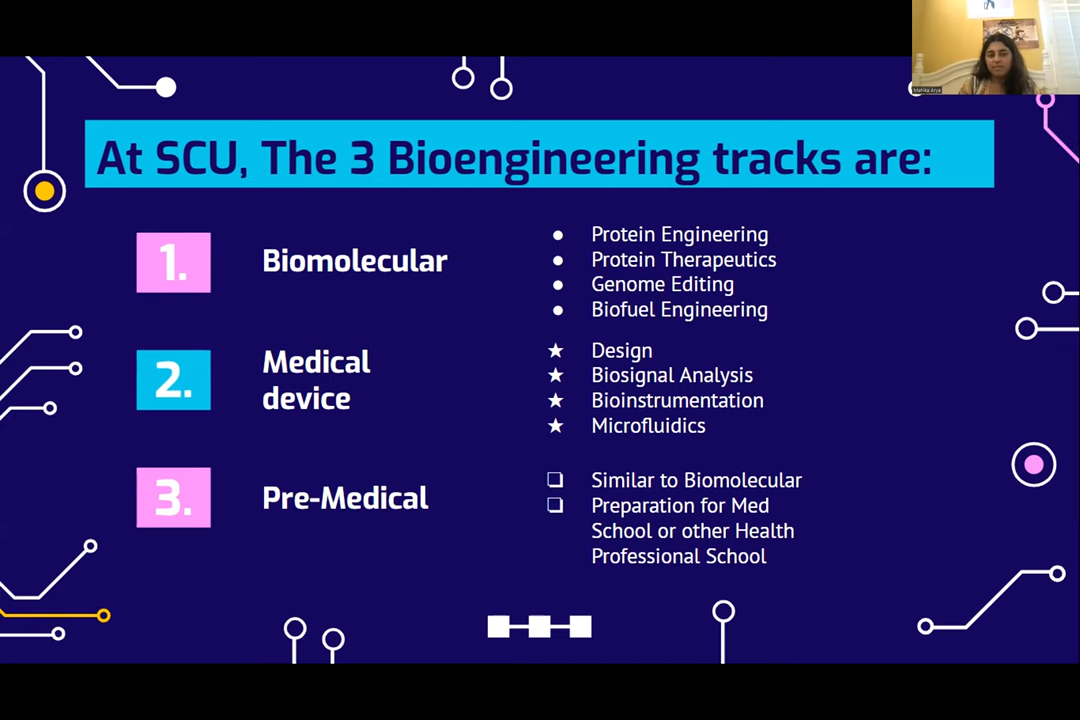 Mahika Arya
At SCU, The 3 Bioengineering tracks are:
1.
Biomolecular
● Protein Engineering
● Protein Therapeutics
● Genome Editing
● Biofuel Engineering
2.
Medical
device
★ Design
★ Biosignal Analysis
★ Bioinstrumentation
★ Microfluidics
3.
Pre-Medical
❏ Similar to Biomolecular
❏ Preparation for Med
School or other Health
Professional School